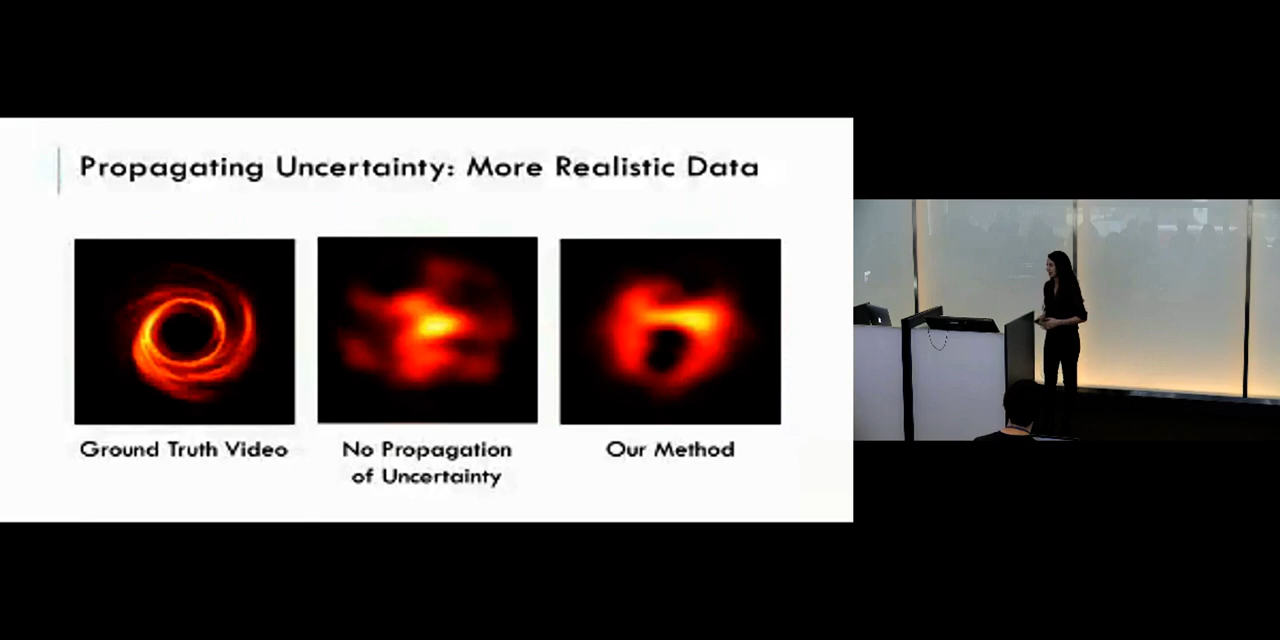 Propagating Uncertainty: More Realistic Data
Ground Truth Video
No Propagation
of Uncertainty
Our Method